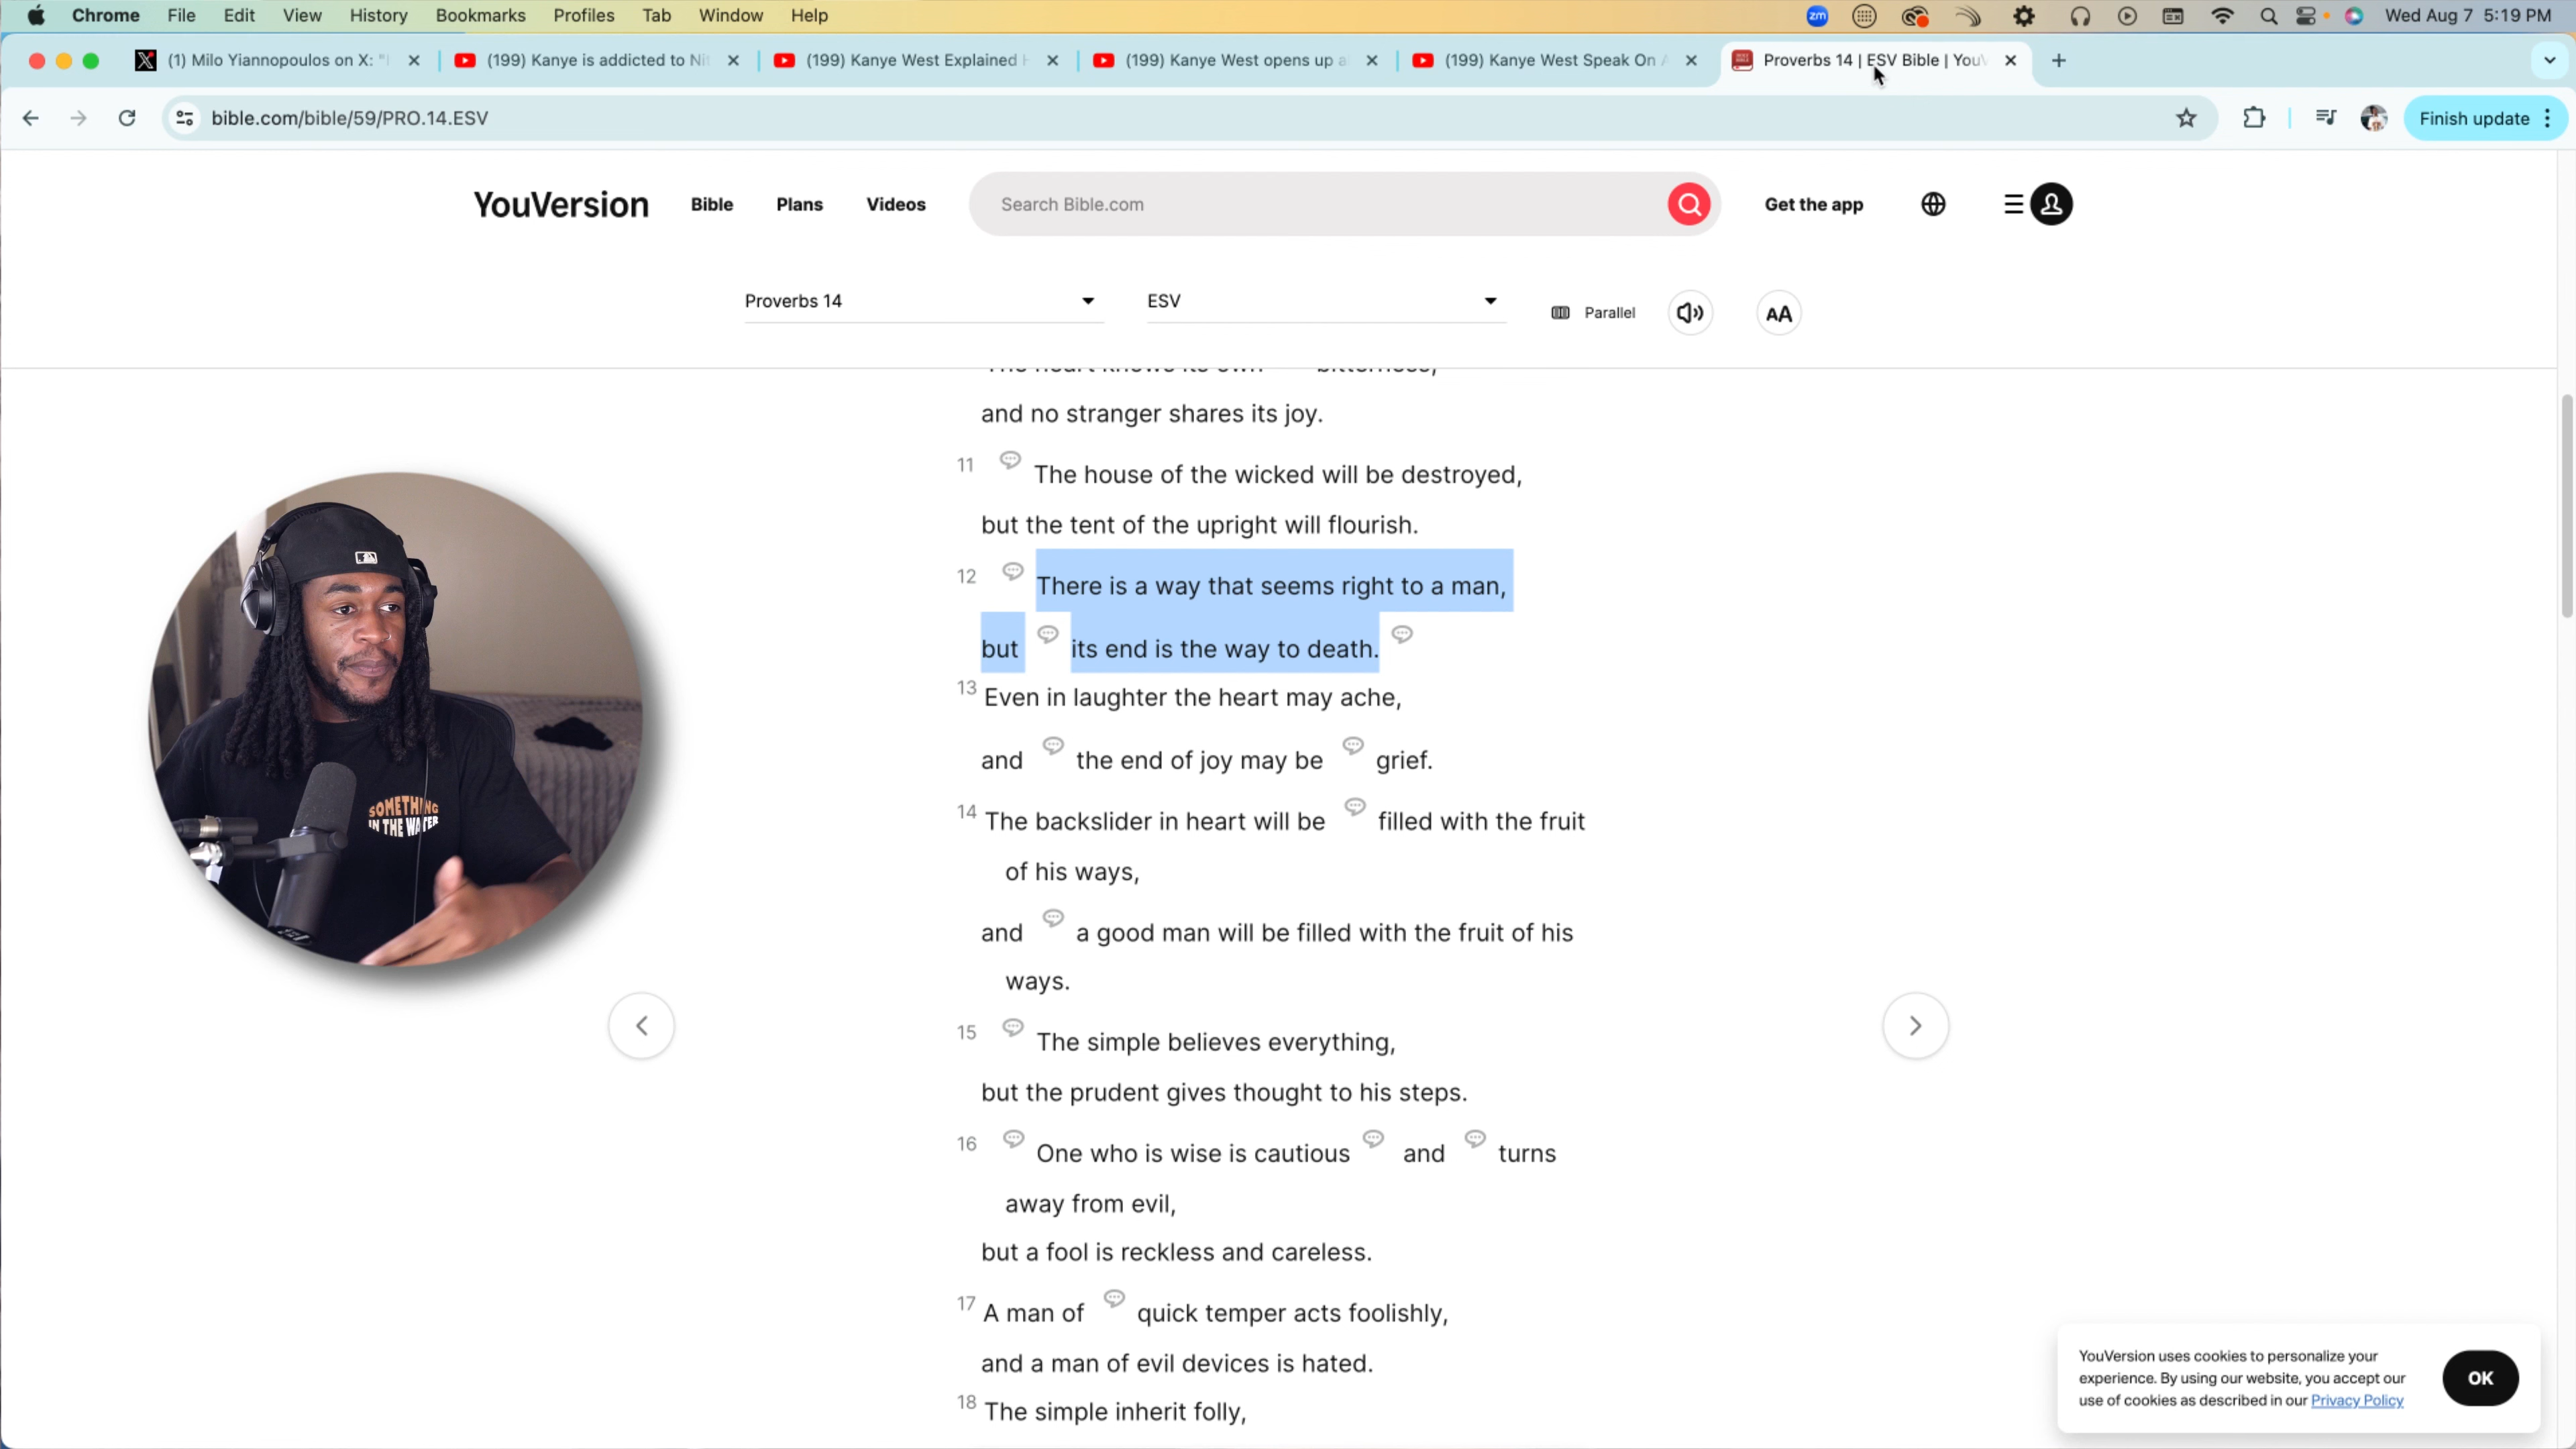 Chrome File Edit View History Bookmarks Profiles Tab Window Help
zm
Wed Aug 7 5:19 PM
(1) Milo Yiannopoulos on X: "
(199) Kanye is addicted to Ni
(199) Kanye West Explained
(199) Kanye West opens up a
(199) Kanye West Speak On
Proverbs 14 | ESV Bible | YouV
bible.com/bible/59/PRO.14.ESV
Finish update
YouVersion
Bible Plans Videos
Search Bible.com
Get the app
Proverbs 14
ESV
Parallel
AA
and no stranger shares its joy.
11 The house of the wicked will be destroyed,
but the tent of the upright will flourish.
12 There is a way that seems right to a man,
but its end is the way to death.
13 Even in laughter the heart may ache,
and the end of joy may be grief.
14 The backslider in heart will be filled with the fruit
of his ways,
and a good man will be filled with the fruit of his
ways.
15 The simple believes everything,
but the prudent gives thought to his steps.
16 One who is wise is cautious and turns
away from evil,
but a fool is reckless and careless.
17 A man of quick temper acts foolishly,
and a man of evil devices is hated.
18 The simple inherit folly,
SOMETHING
IN THE WATER
YouVersion uses cookies to personalize your
experience. By using our website, you accept our
use of cookies as described in our Privacy Policy
OK